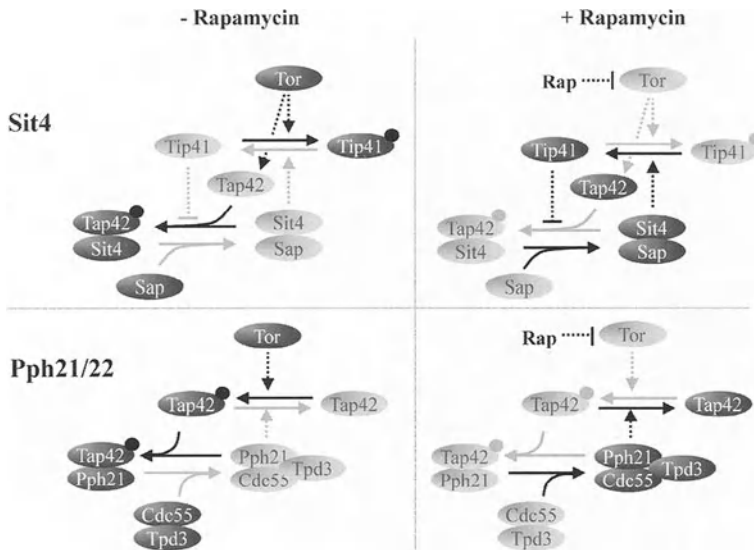 - Rapamycin
+ Rapamycin
Sit4
Tor
Tip41
Tip41
Tap42
Tap42
Sit4
Sit4
Sap
Sap
Rap
Tor
Tip41
Tip41
Tap42
Tap42
Sit4
Sit4
Sap
Sap
Pph21/22
Tor
Tap42
Tap42
Tap42
Pph21
Pph21
Cdc55
Tpd3
Cdc55
Tpd3
Rap
Tor
Tap42
Tap42
Tap42
Pph21
Pph21
Cdc55
Tpd3
Cdc55
Tpd3